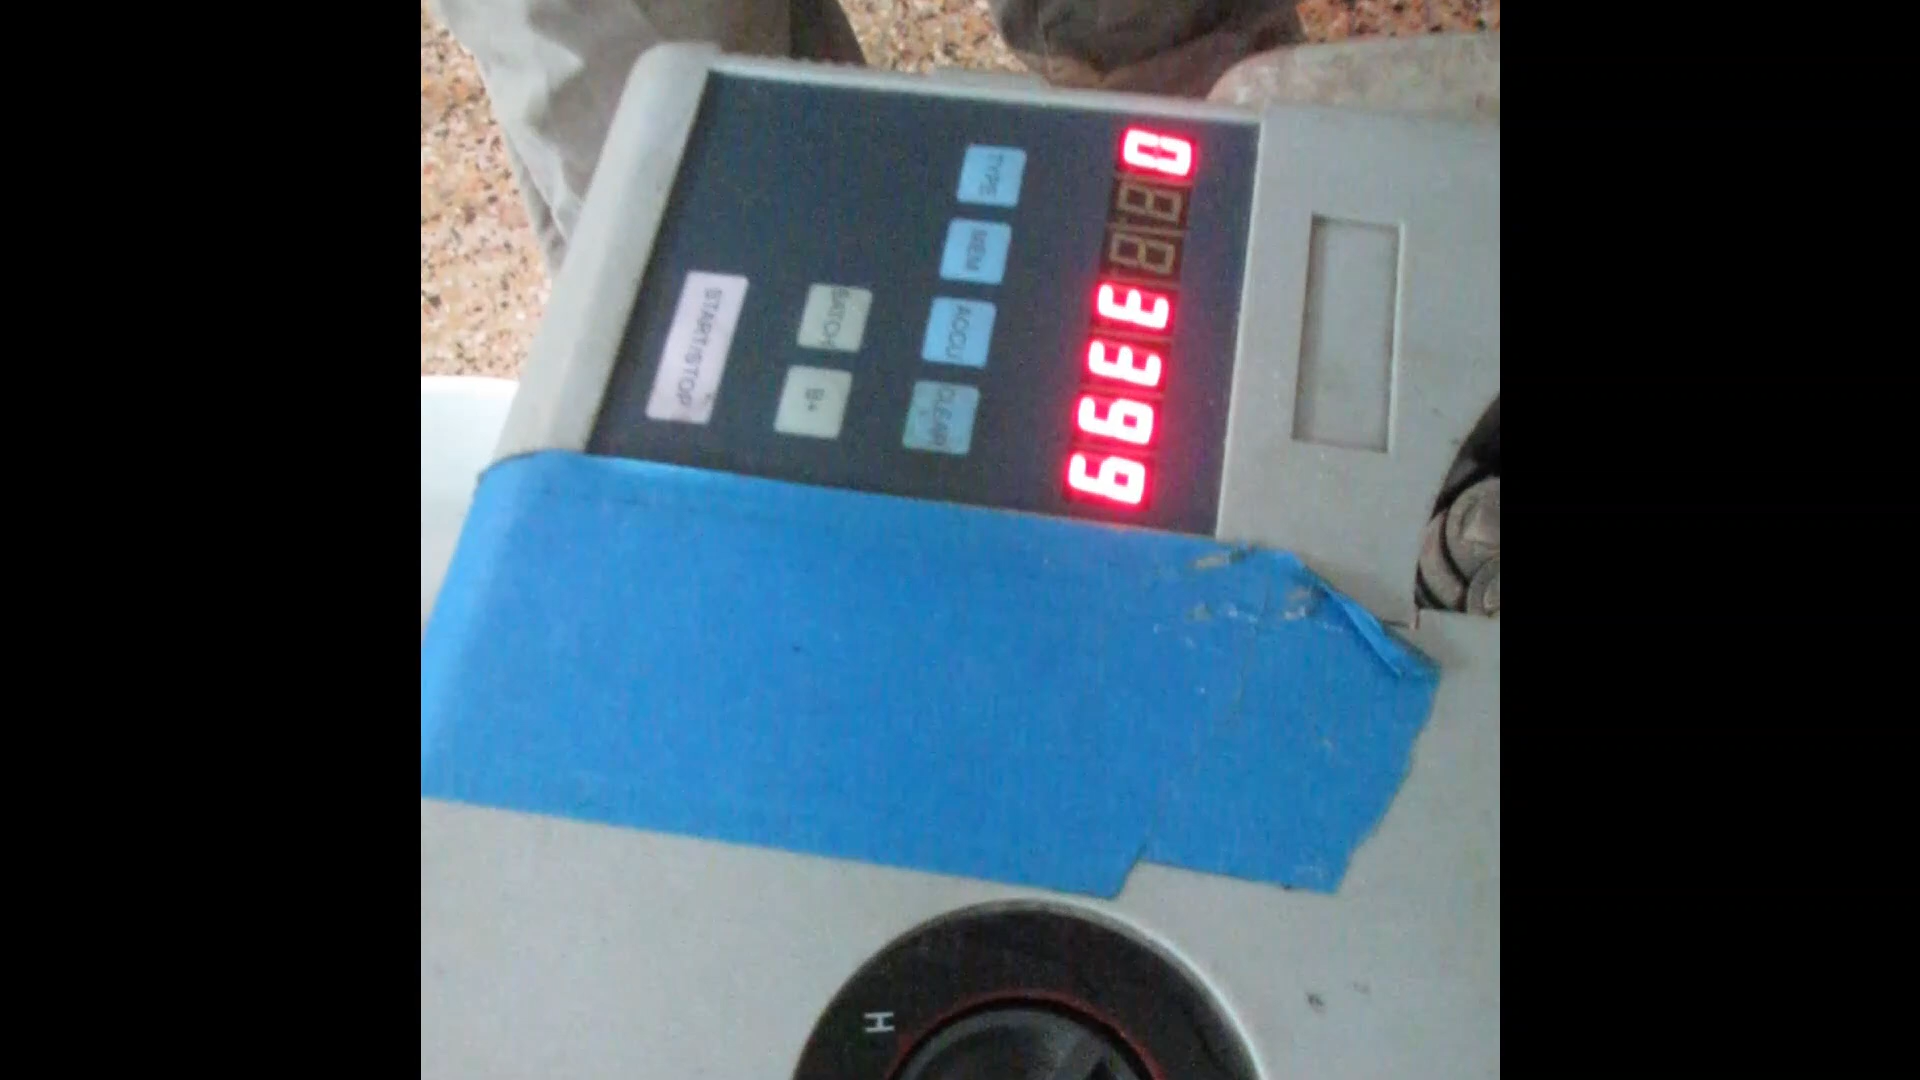 0 3399
TYPE MEM ACCU CLEAR
BATCH B+
START/STOP
H